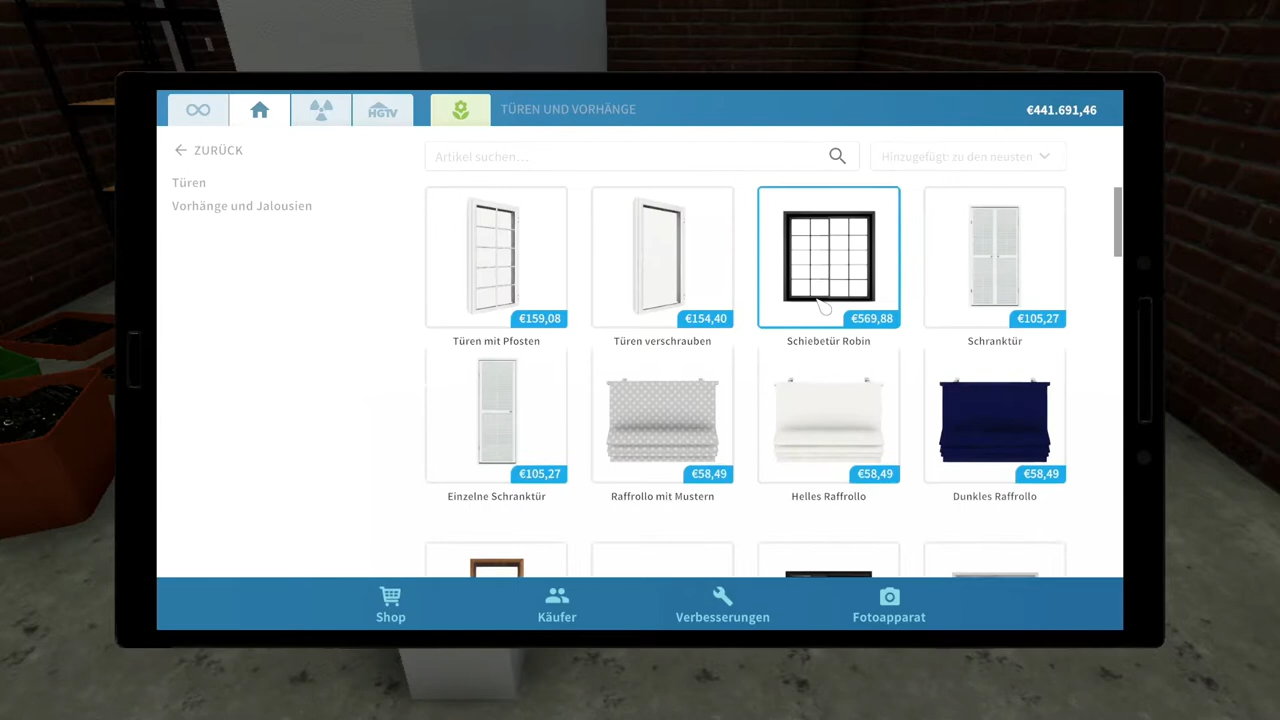 HGTV
TÜREN UND VORHÄNGE
€441.691,46
ZURÜCK
Türen
Vorhänge und Jalousien
Artikel suchen...
Hinzugefügt: zu den neusten
€159,08
€154,40
€569,88
€105,27
Türen mit Pfosten
Türen verschrauben
Schiebetür Robin
Schranktür
€105,27
€58,49
€58,49
€58,49
Einzelne Schranktür
Raffrollo mit Mustern
Helles Raffrollo
Dunkles Raffrollo
Shop
Käufer
Verbesserungen
Fotoapparat